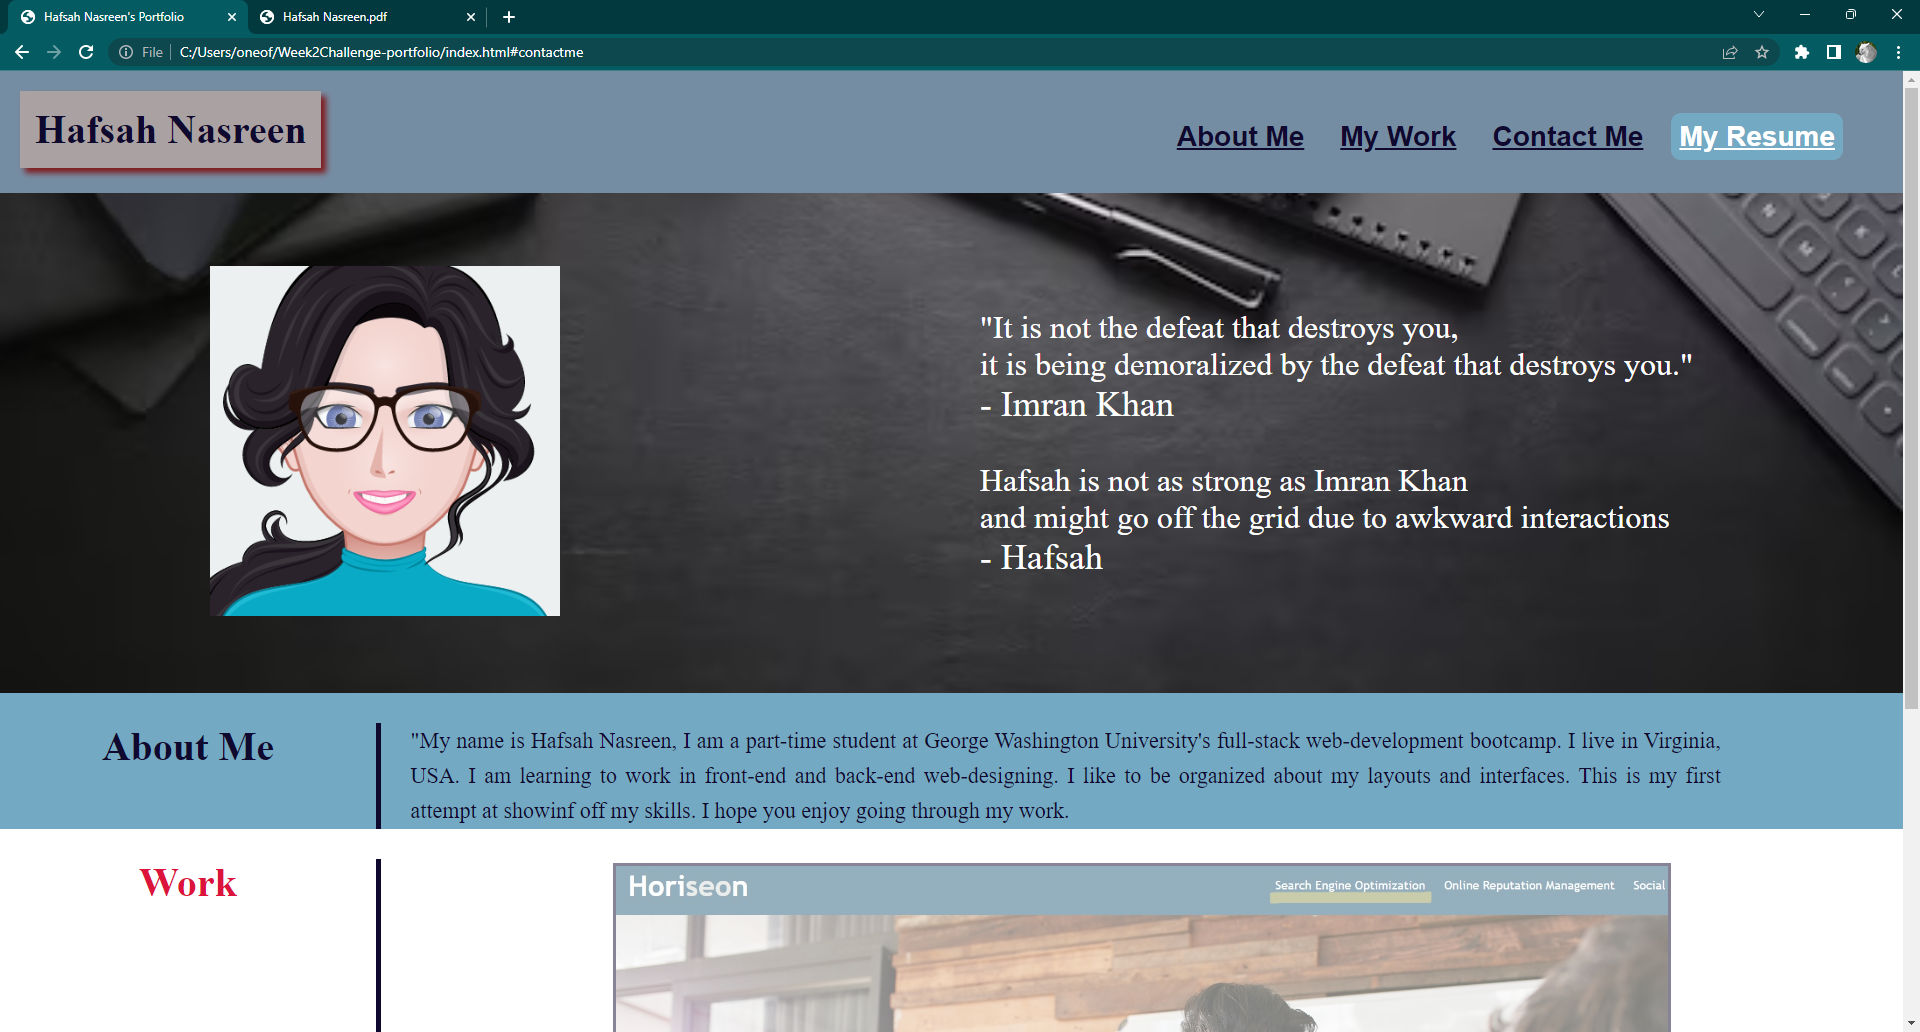 Hafsah Nasreen's Portfolio
Hafsah Nasreen.pdf
File
C:/Users/oneof/Week2Challenge-portfolio/index.html#contactme
Hafsah Nasreen
About Me
My Work
Contact Me
My Resume
"It is not the defeat that destroys you,
it is being demoralized by the defeat that destroys you."
- Imran Khan
Hafsah is not as strong as Imran Khan
and might go off the grid due to awkward interactions
- Hafsah
About Me
"My name is Hafsah Nasreen, I am a part-time student at George Washington University's full-stack web-development bootcamp. I live in Virginia,
USA. I am learning to work in front-end and back-end web-designing. I like to be organized about my layouts and interfaces. This is my first
attempt at showinf off my skills. I hope you enjoy going through my work.
Work
Horiseon
Search Engine Optimization
Online Reputation Management
Social